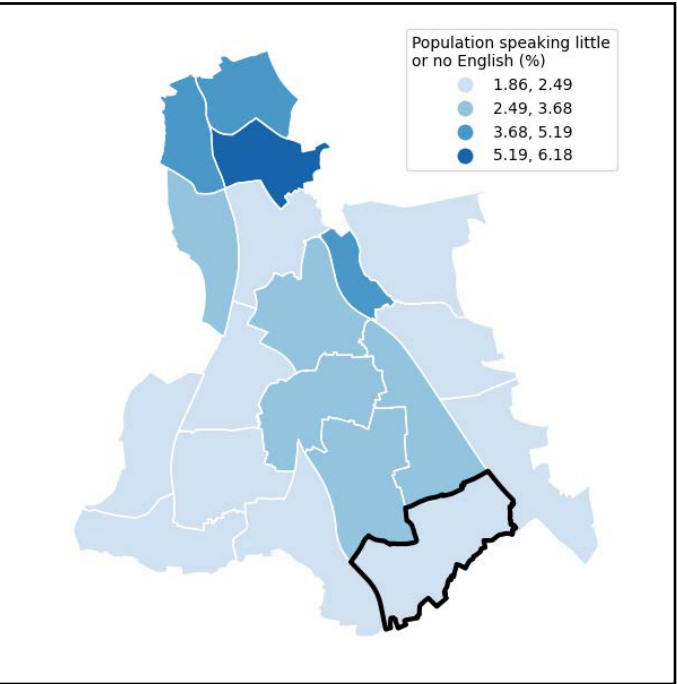 Population speaking little
or no English (%)
1.86, 2.49
2.49, 3.68
3.68, 5.19
5.19, 6.18